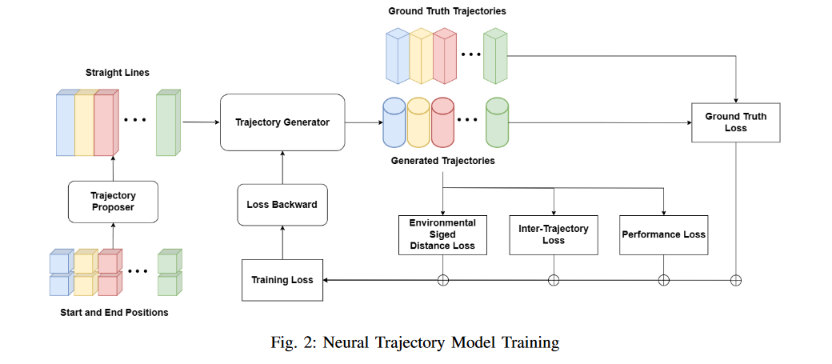 Ground Truth Trajectories
Straight Lines
Trajectory Generator
Ground Truth
Loss
Generated Trajectories
Trajectory
Proposer
Loss Backward
Environmental
Siged
Distance Loss
Inter-Trajectory
Loss
Performance Loss
Training Loss
Start and End Positions
Fig. 2: Neural Trajectory Model Training